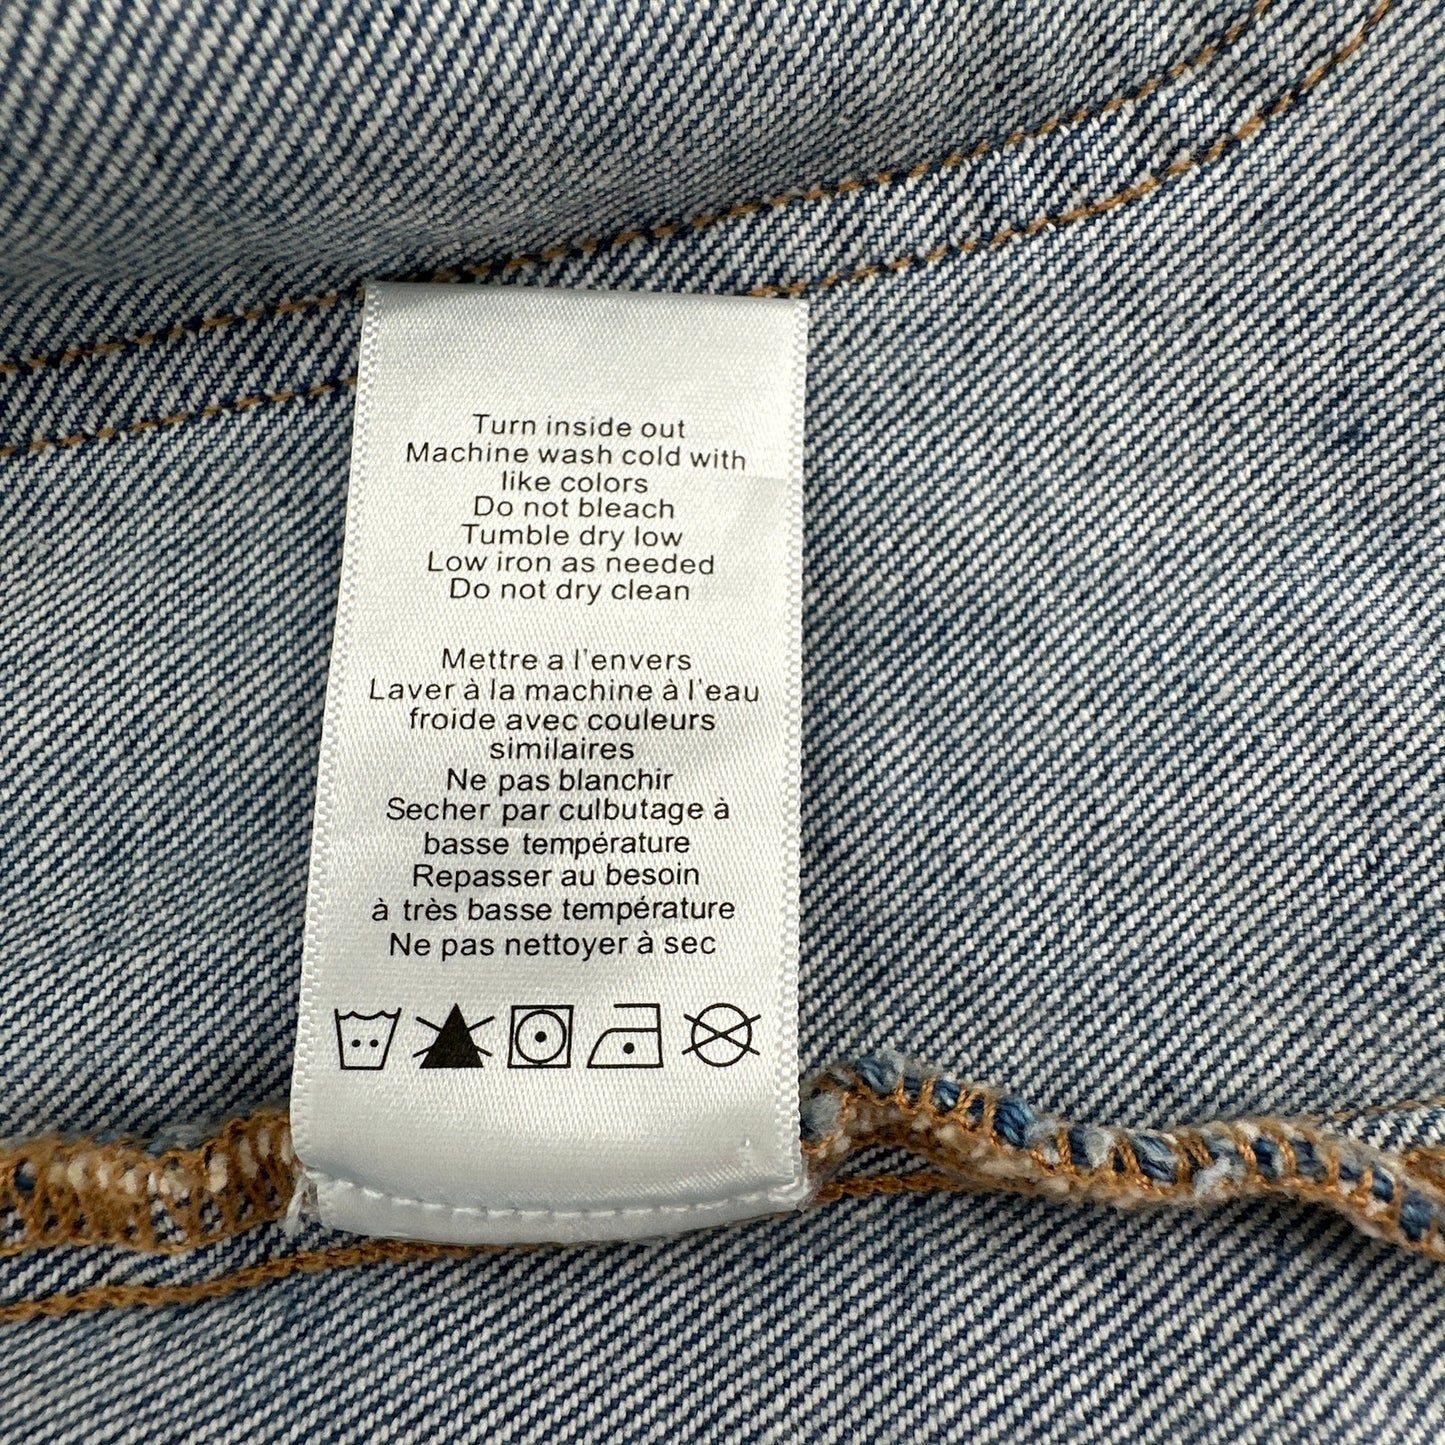 Turn inside out
Machine wash cold with
like colors
Do not bleach
Tumble dry low
Low iron as needed
Do not dry clean
Mettre a l'envers
Laver à la machine à l'eau
froide avec couleurs
similaires
Ne pas blanchir
Secher par culbutage à
basse température
Repasser au besoin
à très basse température
Ne pas nettoyer à sec